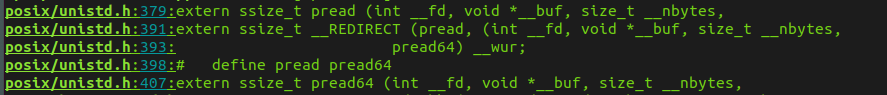 posix/unistd.h:379:extern ssize_t pread (int __fd, void *__buf, size_t __nbytes,
posix/unistd.h:391:extern ssize_t __REDIRECT (pread, (int __fd, void *__buf, size_t __nbytes,
posix/unistd.h:393:                           pread64) __wur;
posix/unistd.h:398:#   define pread pread64
posix/unistd.h:407:extern ssize_t pread64 (int __fd, void *__buf, size_t __nbytes,